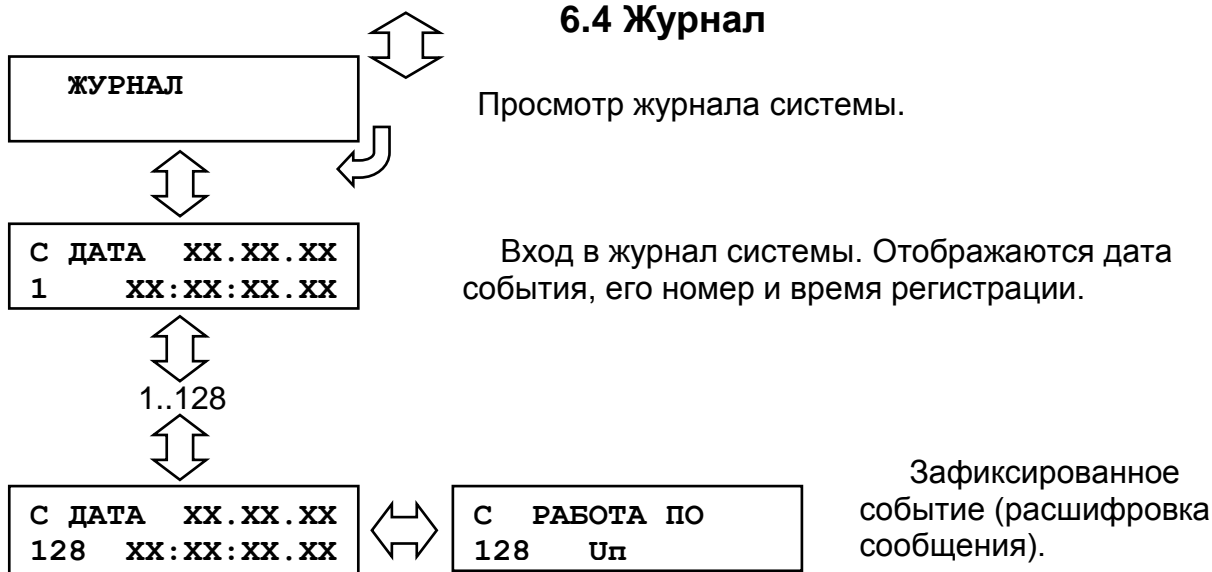 6.4 Журнал
ЖУРНАЛ
Просмотр журнала системы.
С ДАТА XX.XX.XX
1 XX:XX:XX.XX
Вход в журнал системы. Отображаются дата
события, его номер и время регистрации.
1..128
С ДАТА XX.XX.XX
128 XX:XX:XX.XX
С РАБОТА ПО
128 Uп
Зафиксированное
событие (расшифровка
сообщения).